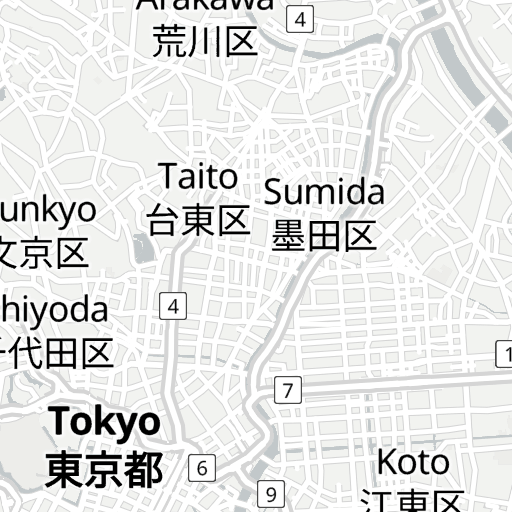 Arakawa
荒川区
4
Taito
台東区
Sumida
墨田区
unkyo
文京区
4
hiyoda
千代田区
1
7
Tokyo
東京都
6
Koto
江東区
9